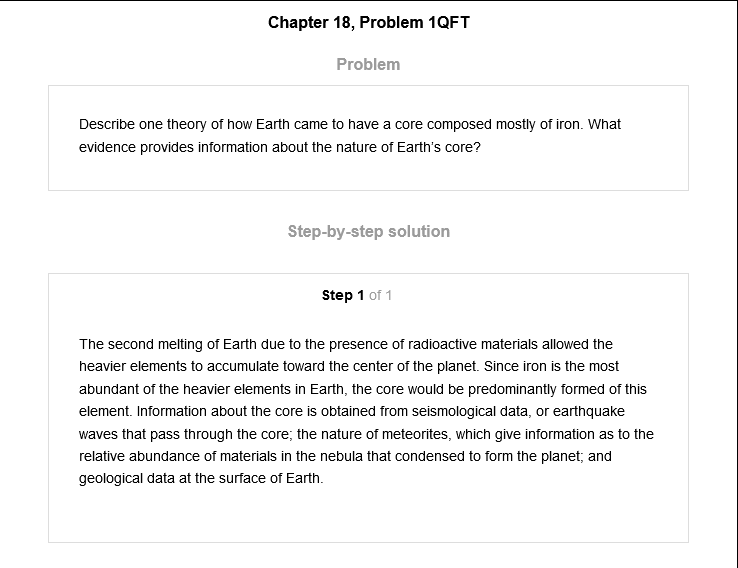 Chapter 18, Problem 1QFT
Problem
Describe one theory of how Earth came to have a core composed mostly of iron. What
evidence provides information about the nature of Earth's core?
Step-by-step solution
Step 1 of 1
The second melting of Earth due to the presence of radioactive materials allowed the
heavier elements to accumulate toward the center of the planet. Since iron is the most
abundant of the heavier elements in Earth, the core would be predominantly formed of this
element. Information about the core is obtained from seismological data, or earthquake
waves that pass through the core; the nature of meteorites, which give information as to the
relative abundance of materials in the nebula that condensed to form the planet; and
geological data at the surface of Earth.